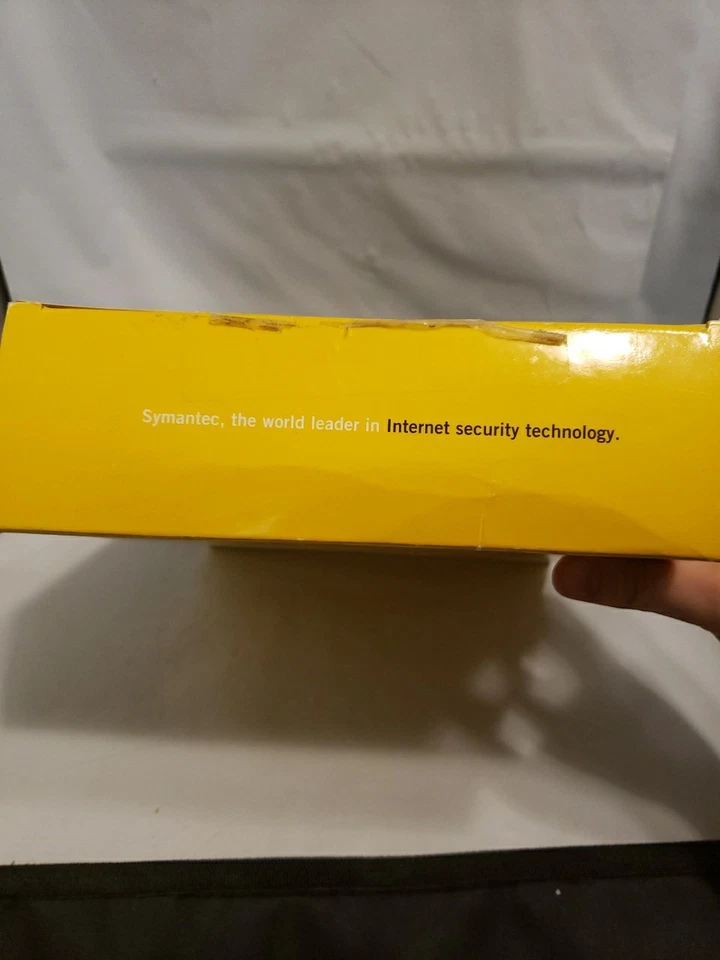 Symantec, the world leader in Internet security technology.